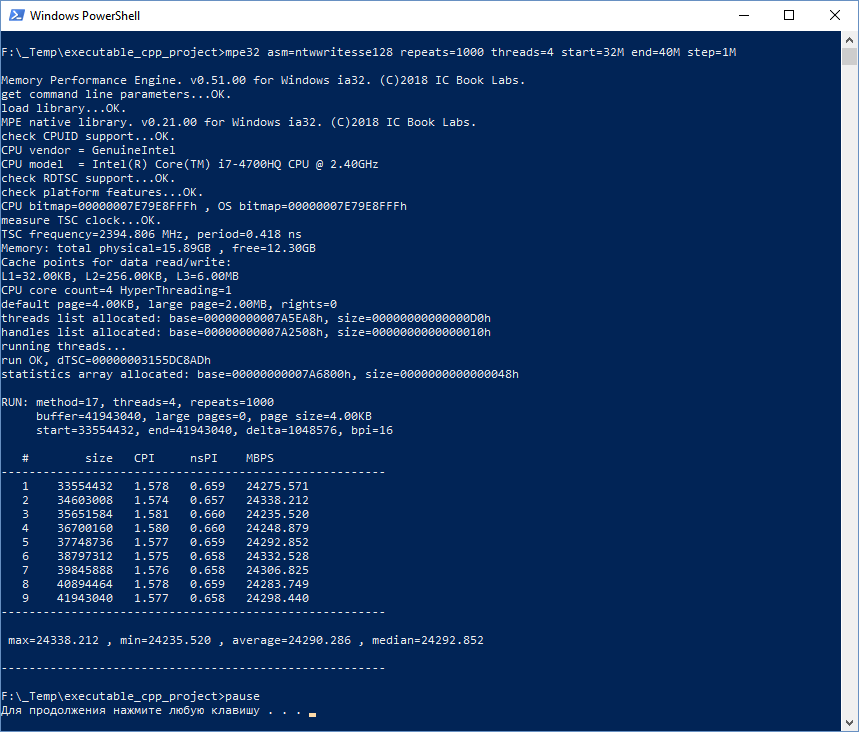 Windows PowerShell
F:\_Temp\executable_cpp_project>mpe32 asm=ntwwritesse128 repeats=1000 threads=4 start=32M end=40M step=1M
Memory Performance Engine. v0.51.00 for Windows ia32. (C)2018 IC Book Labs.
get command line parameters...OK.
load library...OK.
MPE native library. v0.21.00 for Windows ia32. (C)2018 IC Book Labs.
check CPUID support...OK.
CPU vendor = GenuineIntel
CPU model  = Intel(R) Core(TM) i7-4700HQ CPU @ 2.40GHz
check RDTSC support...OK.
check platform features...OK.
CPU bitmap=00000007E79E8FFFh , OS bitmap=00000007E79E8FFFh
measure TSC clock...OK.
TSC frequency=2394.806 MHz, period=0.418 ns
Memory: total physical=15.89GB , free=12.30GB
Cache points for data read/write:
L1=32.00KB, L2=256.00KB, L3=6.00MB
CPU core count=4 HyperThreading=1
default page=4.00KB, large page=2.00MB, rights=0
threads list allocated: base=00000000007A5EA8h, size=00000000000000D0h
handles list allocated: base=00000000007A2508h, size=0000000000000010h
running threads...
run OK, dTSC=00000003155DC8ADh
statistics array allocated: base=00000000007A6800h, size=0000000000000048h
RUN: method=17, threads=4, repeats=1000
buffer=41943040, large pages=0, page size=4.00KB
start=33554432, end=41943040, delta=1048576, bpi=16
#        size   CPI     nsPI    MBPS
-------------------------------------------------------
1    33554432   1.578   0.659   24275.571
2    34603008   1.574   0.657   24338.212
3    35651584   1.581   0.660   24235.520
4    36700160   1.580   0.660   24248.879
5    37748736   1.577   0.659   24292.852
6    38797312   1.575   0.658   24332.528
7    39845888   1.576   0.658   24306.825
8    40894464   1.578   0.659   24283.749
9    41943040   1.577   0.658   24298.440
-------------------------------------------------------
max=24338.212 , min=24235.520 , average=24290.286 , median=24292.852
-------------------------------------------------------
F:\_Temp\executable_cpp_project>pause
Для продолжения нажмите любую клавишу . . .